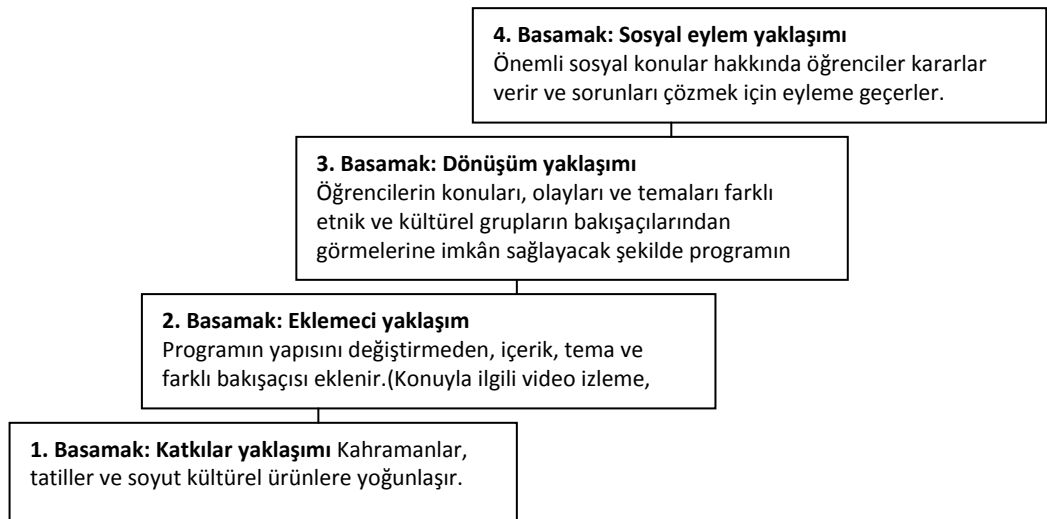 4. Basamak: Sosyal eylem yaklaşımı
Önemli sosyal konular hakkında öğrenciler kararlar
verir ve sorunları çözmek için eyleme geçerler.
3. Basamak: Dönüşüm yaklaşımı
Öğrencilerin konuları, olayları ve temaları farklı
etnik ve kültürel grupların bakışaçılarından
görmelerine imkân sağlayacak şekilde programın
2. Basamak: Eklemeci yaklaşım
Programın yapısını değiştirmeden, içerik, tema ve
farklı bakışaçısı eklenir.(Konuyla ilgili video izleme,
1. Basamak: Katkılar yaklaşımı Kahramanlar,
tatiller ve soyut kültürel ürünlere yoğunlaşır.